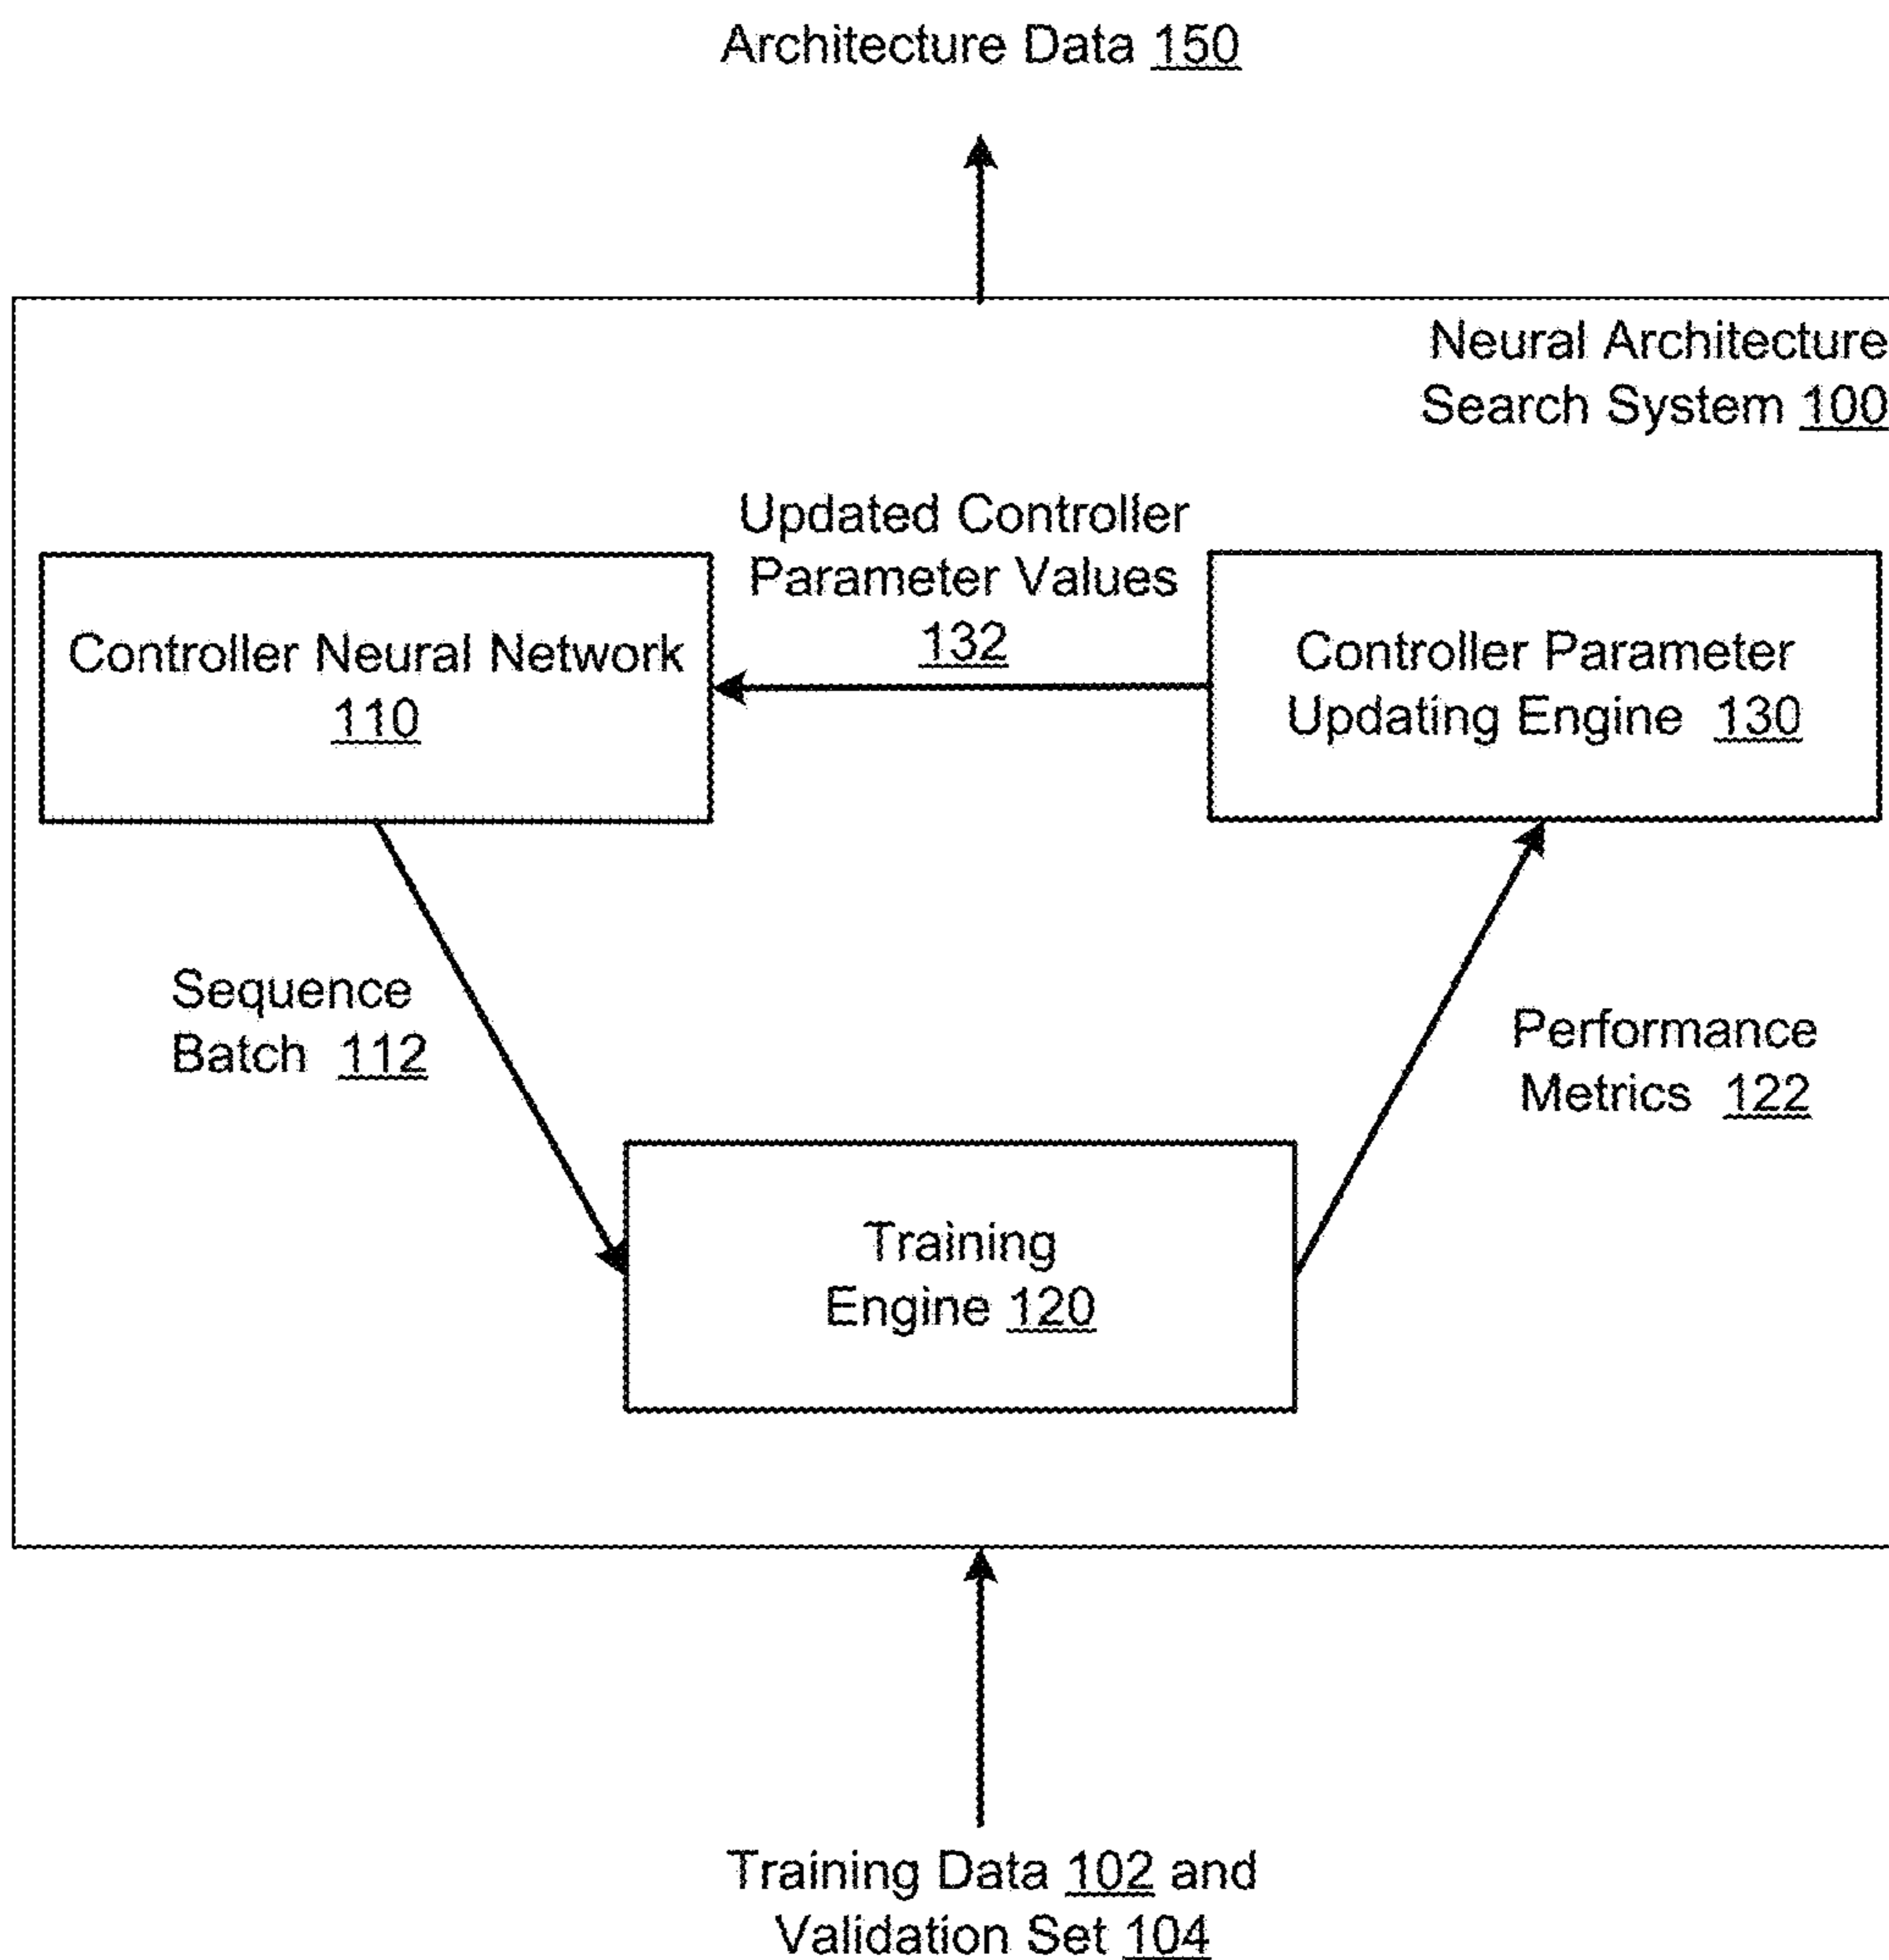 Architecture Data 150
Neural Architecture
Search System 100
Updated Controller
Parameter Values
132
Controller Neural Network
110
Controller Parameter
Updating Engine 130
Sequence
Batch 112
Performance
Metrics 122
Training
Engine 120
Training Data 102 and
Validation Set 104